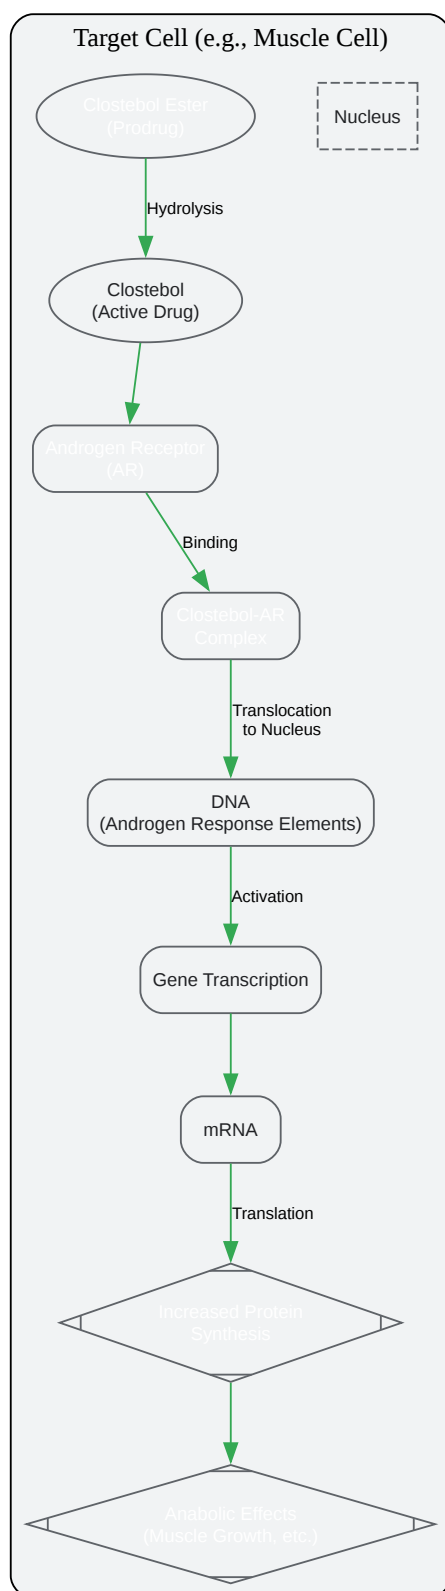 Target Cell (e.g., Muscle Cell)
Clostebol Ester
(Prodrug)
Nucleus
Hydrolysis
Clostebol
(Active Drug)
Androgen Receptor
(AR)
Binding
Clostebol-AR
Complex
Translocation
to Nucleus
DNA
(Androgen Response Elements)
Activation
Gene Transcription
mRNA
Translation
Increased Protein
Synthesis
Anabolic Effects
(Muscle Growth, etc.)